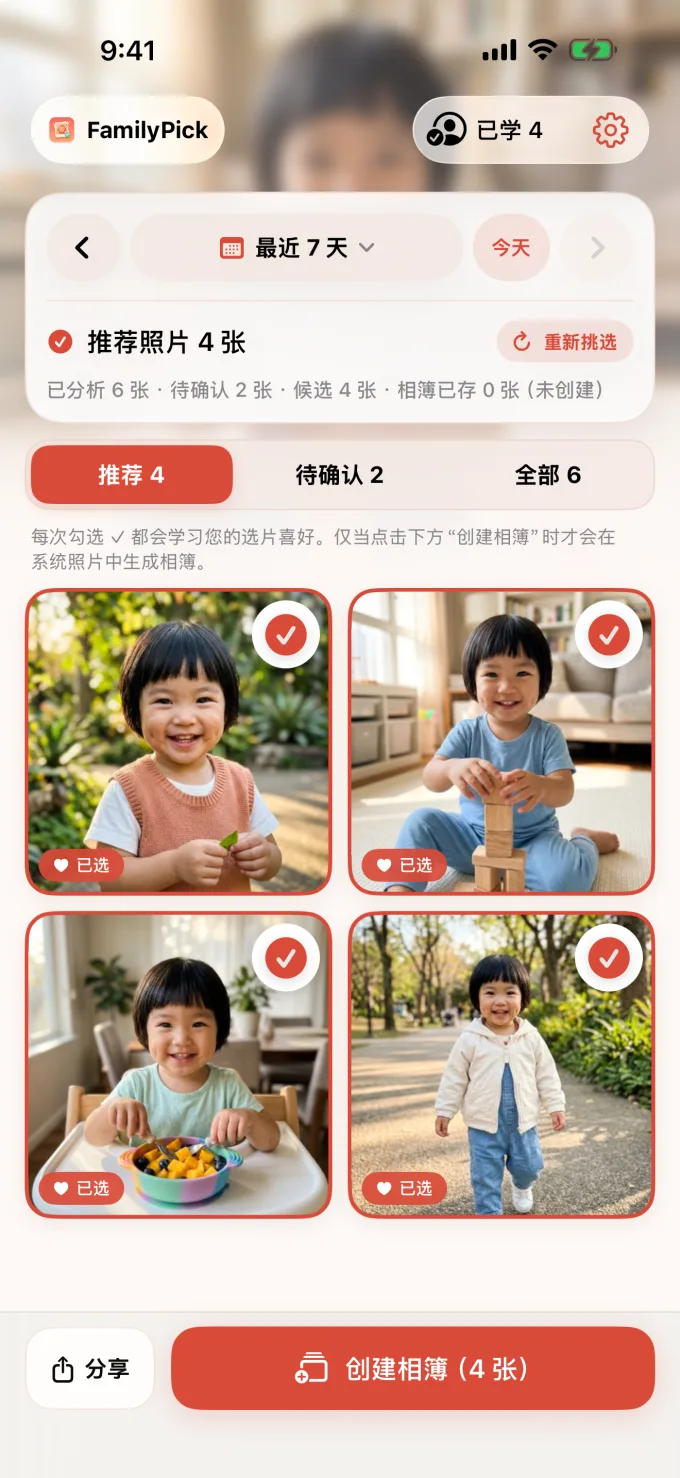 9:41
FamilyPick
已学 4
最近 7 天
今天
推荐照片 4 张
重新挑选
已分析 6 张 · 待确认 2 张 · 候选 4 张 · 相簿已存 0 张（未创建）
推荐 4
待确认 2
全部 6
每次勾选 ✓ 都会学习您的选片喜好。仅当点击下方“创建相簿”时才会在
系统照片中生成相簿。
已选
已选
已选
已选
分享
创建相簿（4 张）